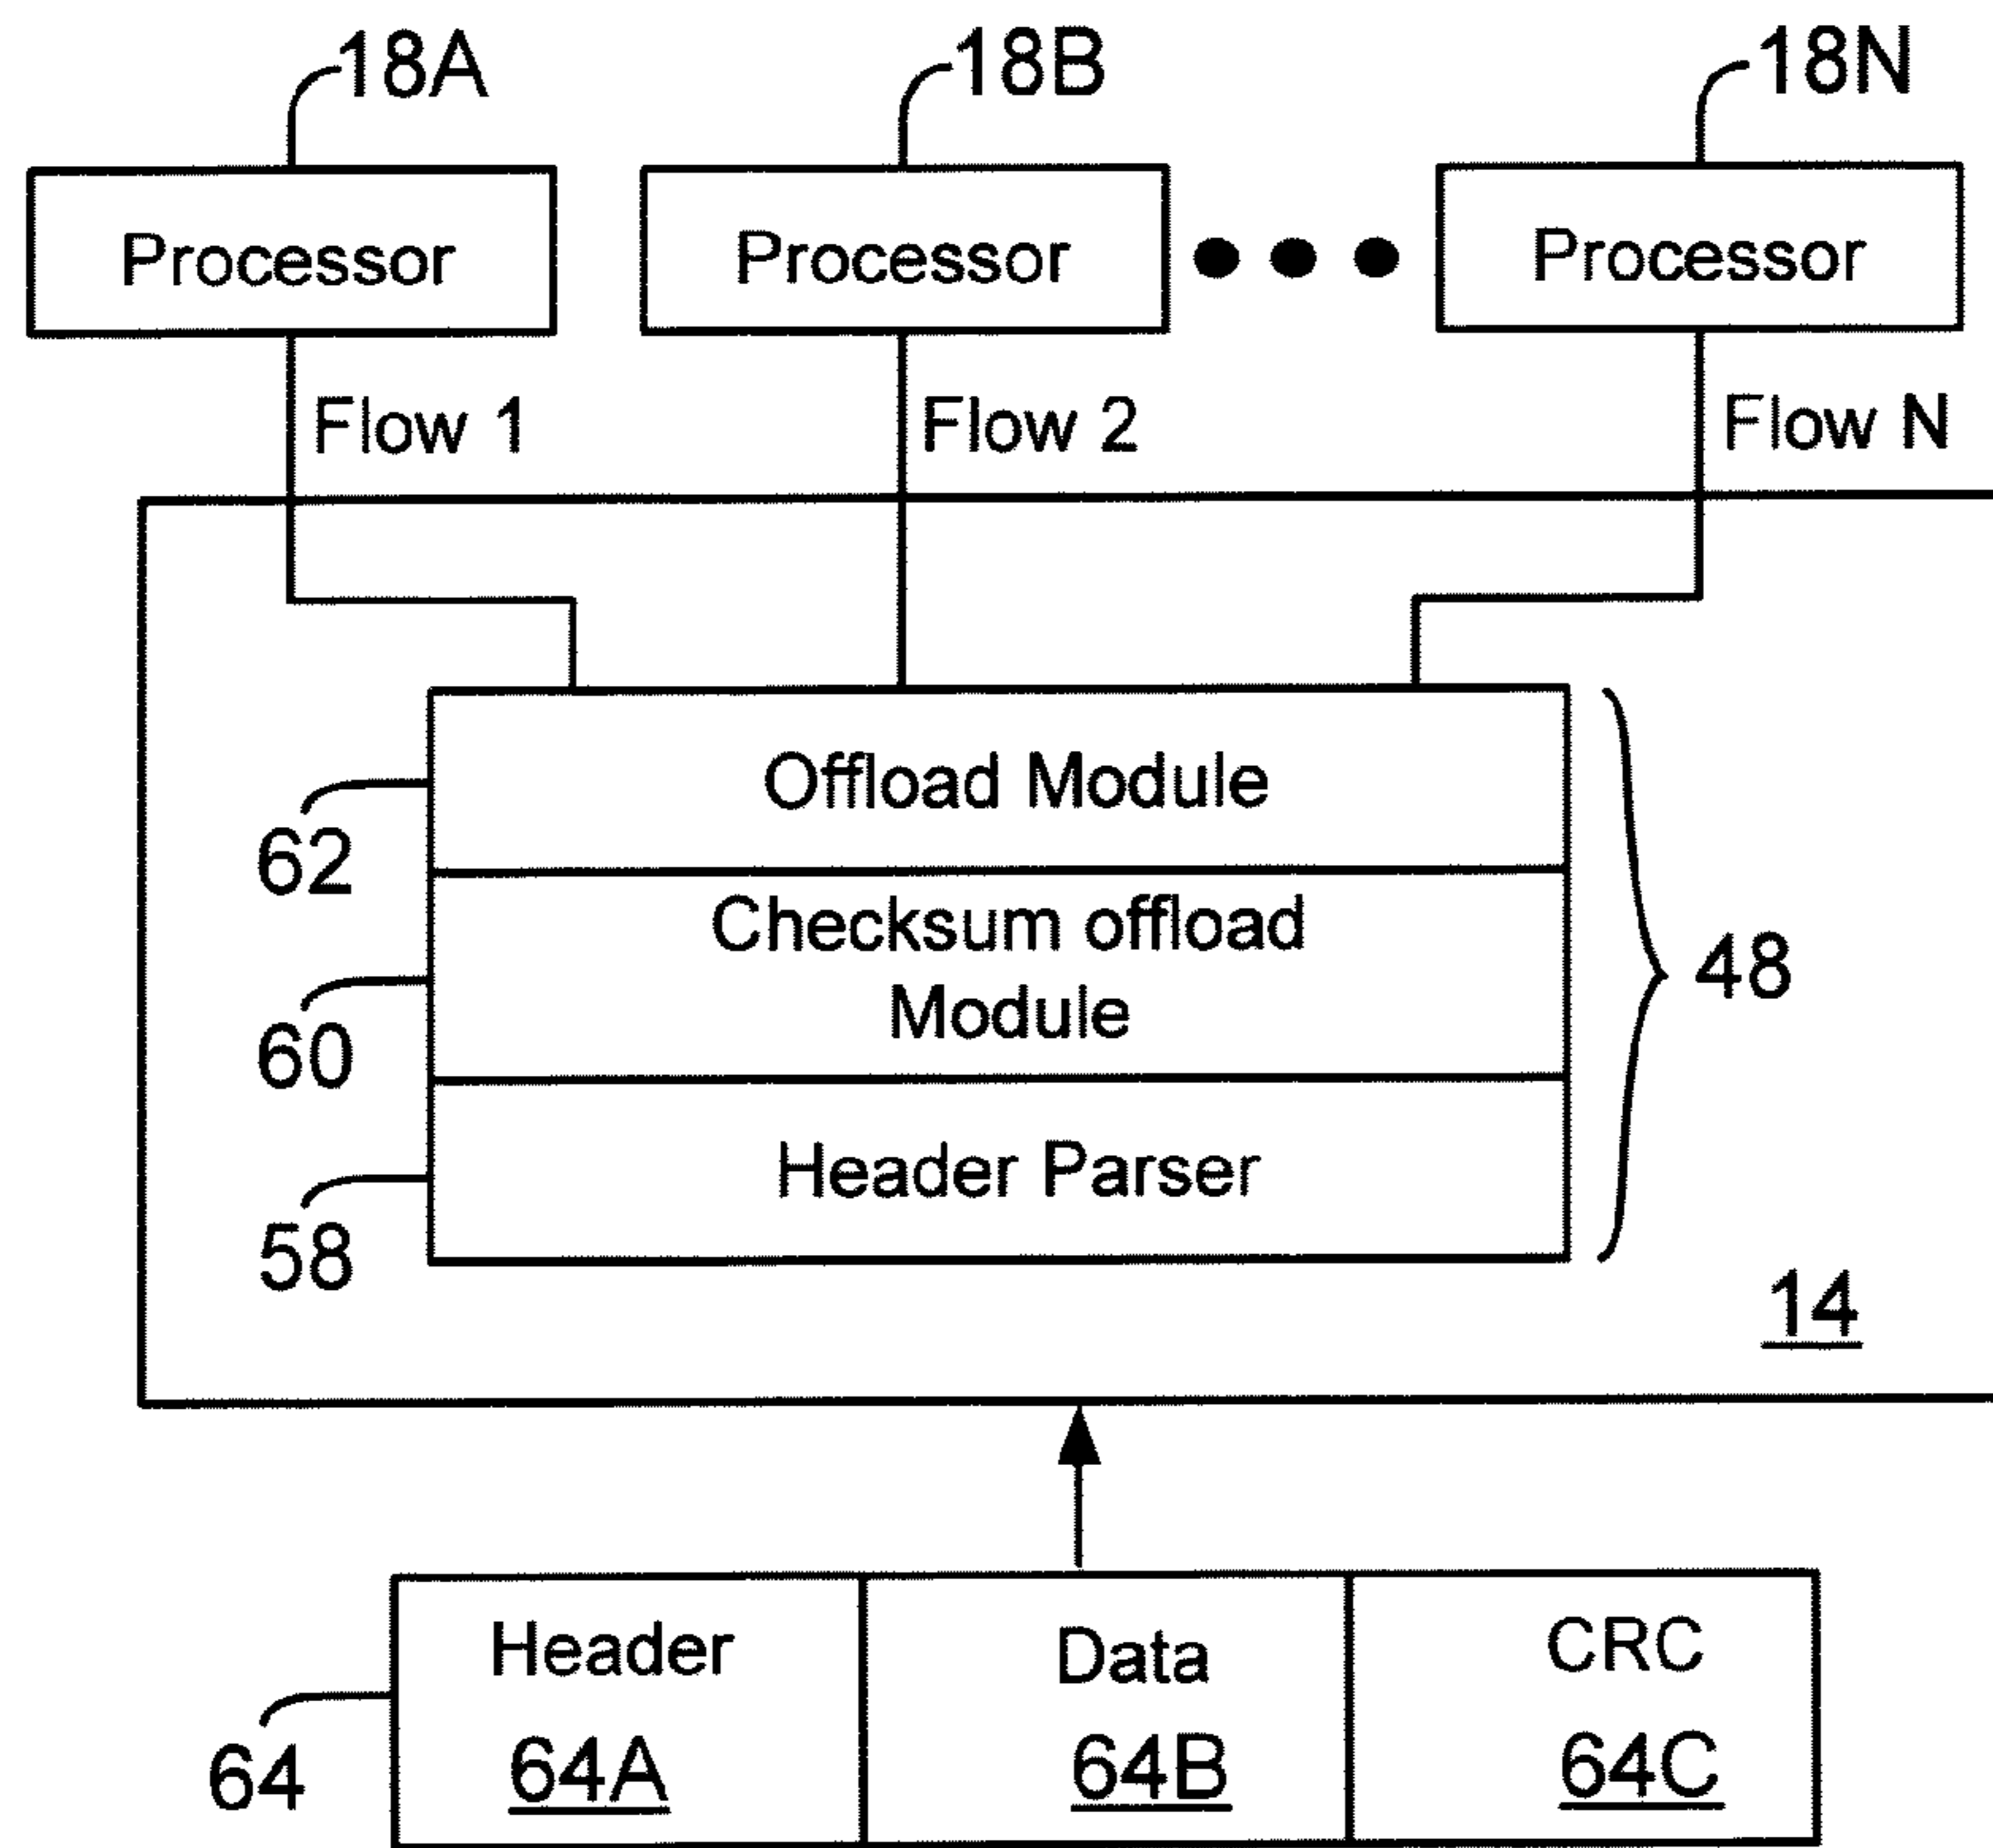 18A 18B 18N
Processor Processor Processor
Flow 1 Flow 2 Flow N
Offload Module
62
Checksum offload
Module
48
60
Header Parser
58
14
Header Data CRC
64 64A 64B 64C